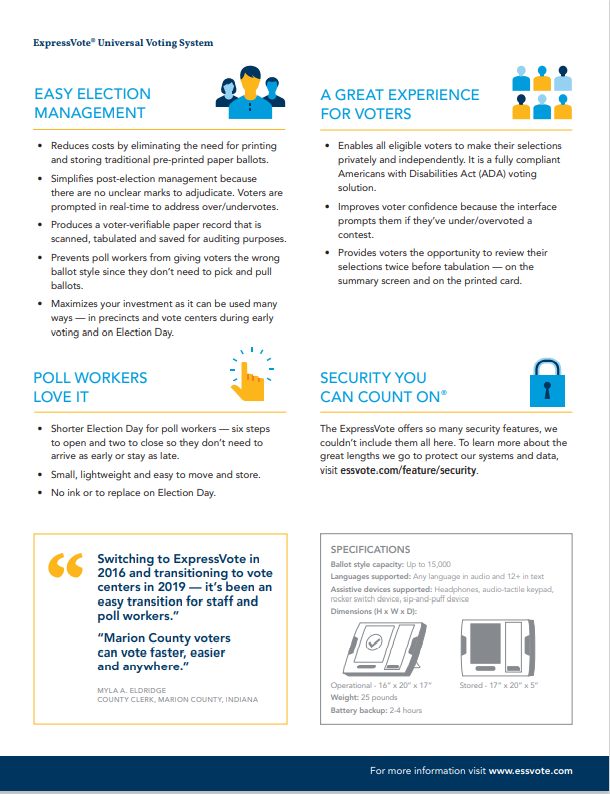 ExpressVote® Universal Voting System
EASY ELECTION
MANAGEMENT
• Reduces costs by eliminating the need for printing
and storing traditional pre-printed paper ballots.
• Simplifies post-election management because
there are no unclear marks to adjudicate. Voters are
prompted in real-time to address over/undervotes.
• Produces a voter-verifiable paper record that is
scanned, tabulated and saved for auditing purposes.
• Prevents poll workers from giving voters the wrong
ballot style since they don't need to pick and pull
ballots.
• Maximizes your investment as it can be used many
ways — in precincts and vote centers during early
voting and on Election Day.
A GREAT EXPERIENCE
FOR VOTERS
• Enables all eligible voters to make their selections
privately and independently. It is a fully compliant
Americans with Disabilities Act (ADA) voting
solution.
• Improves voter confidence because the interface
prompts them if they've under/overvoted a
contest.
• Provides voters the opportunity to review their
selections twice before tabulation — on the
summary screen and on the printed card.
POLL WORKERS
LOVE IT
• Shorter Election Day for poll workers — six steps
to open and two to close so they don't need to
arrive as early or stay as late.
• Small, lightweight and easy to move and store.
• No ink or to replace on Election Day.
SECURITY YOU
CAN COUNT ON®
The ExpressVote offers so many security features, we
couldn't include them all here. To learn more about the
great lengths we go to protect our systems and data,
visit essvote.com/feature/security.
“Switching to ExpressVote in
2016 and transitioning to vote
centers in 2019 — it's been an
easy transition for staff and
poll workers.”
“Marion County voters
can vote faster, easier
and anywhere.”
MYLA A. ELDRIDGE
COUNTY CLERK, MARION COUNTY, INDIANA
SPECIFICATIONS
Ballot style capacity: Up to 15,000
Languages supported: Any language in audio and 12+ in text
Assistive devices supported: Headphones, audio-tactile keypad,
rocker switch device, sip-and-puff device
Dimensions (H x W x D):
Operational - 16” x 20” x 17”
Stored - 17” x 20” x 5”
Weight: 25 pounds
Battery backup: 2-4 hours
For more information visit www.essvote.com